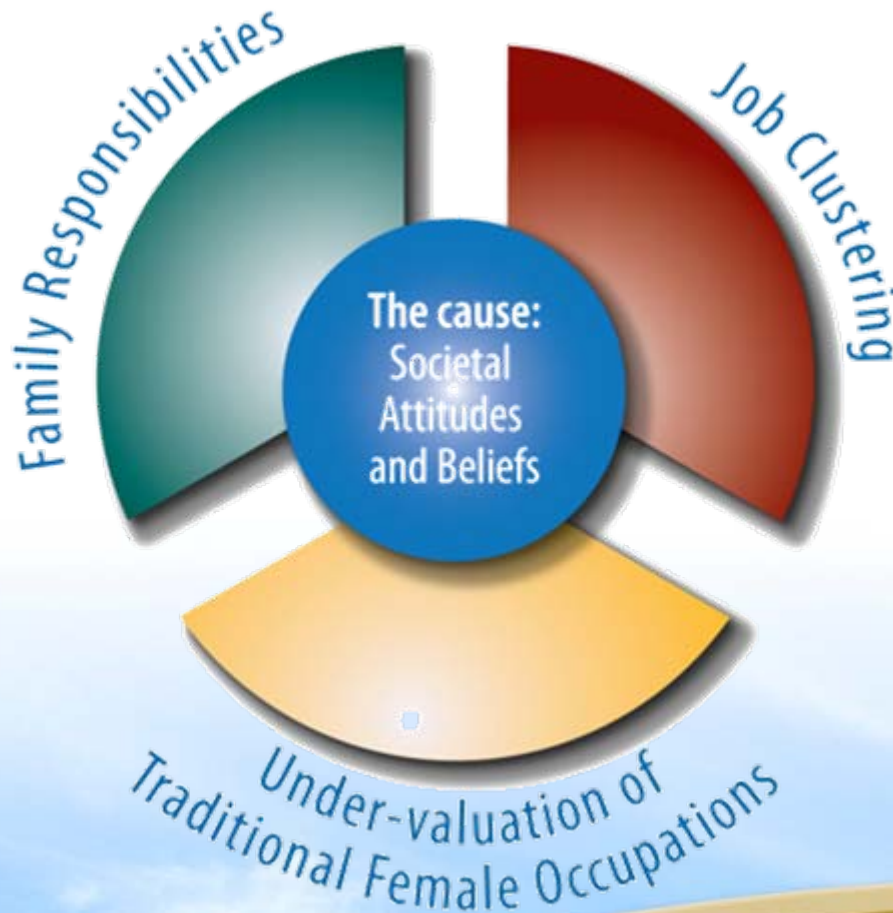 Family Responsibilities
Job Clustering
The cause:
Societal
Attitudes
and Beliefs
Under-valuation of
Traditional Female Occupations